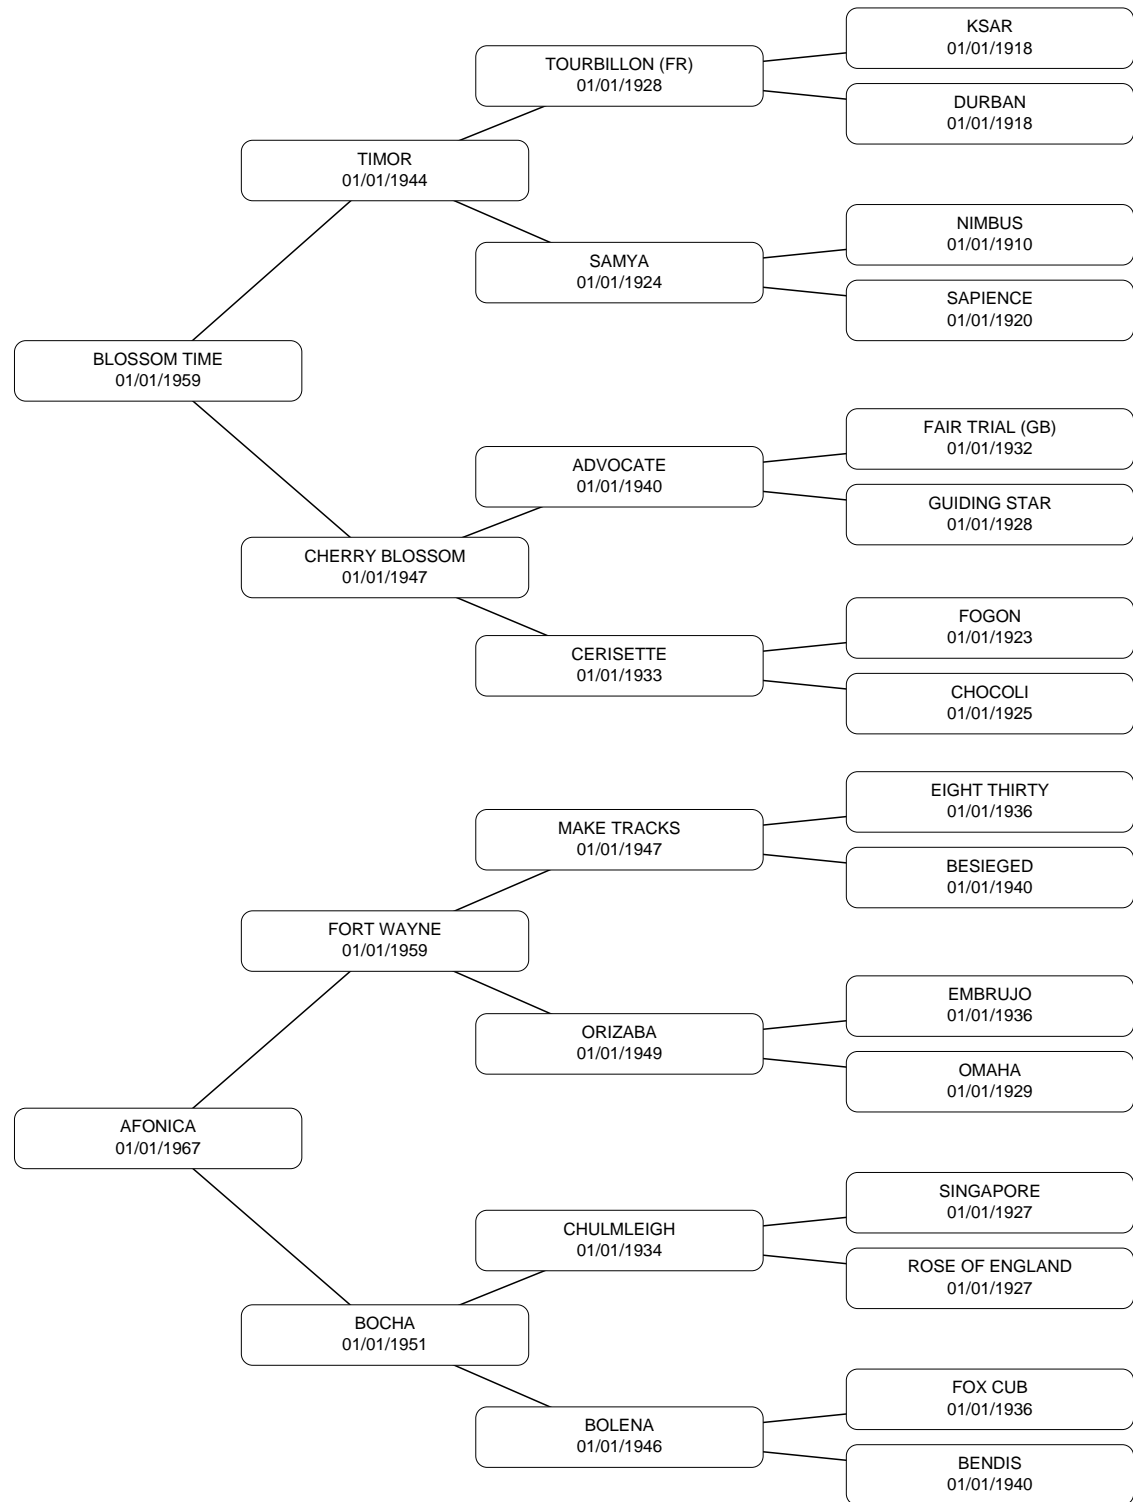 KSAR
01/01/1918
TOURBILLON (FR)
01/01/1928
DURBAN
01/01/1918
TIMOR
01/01/1944
NIMBUS
01/01/1910
SAMYA
01/01/1924
SAPIENCE
01/01/1920
BLOSSOM TIME
01/01/1959
FAIR TRIAL (GB)
01/01/1932
ADVOCATE
01/01/1940
GUIDING STAR
01/01/1928
CHERRY BLOSSOM
01/01/1947
FOGON
01/01/1923
CERISETTE
01/01/1933
CHOCOLI
01/01/1925
EIGHT THIRTY
01/01/1936
MAKE TRACKS
01/01/1947
BESIEGED
01/01/1940
FORT WAYNE
01/01/1959
EMBRUJO
01/01/1936
ORIZABA
01/01/1949
OMAHA
01/01/1929
AFONICA
01/01/1967
SINGAPORE
01/01/1927
CHULMLEIGH
01/01/1934
ROSE OF ENGLAND
01/01/1927
BOCHA
01/01/1951
FOX CUB
01/01/1936
BOLENA
01/01/1946
BENDIS
01/01/1940